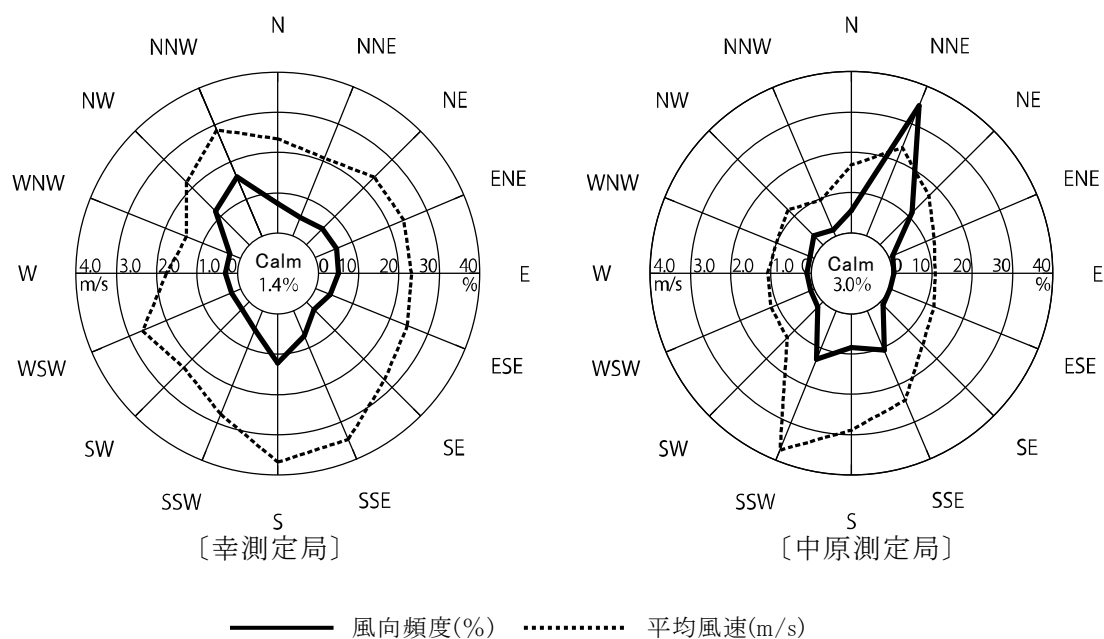 N
NNW
NNE
NW
NE
WNW
ENE
W
4.0 3.0 2.0 1.0 0
m/s
Calm
1.4%
0 10 20 30 40
%
E
WSW
ESE
SW
SE
SSW
SSE
S
〔幸測定局〕
N
NNW
NNE
NW
NE
WNW
ENE
W
4.0 3.0 2.0 1.0 0
m/s
Calm
3.0%
0 10 20 30 40
%
E
WSW
ESE
SW
SE
SSW
SSE
S
〔中原測定局〕
風向頻度(%) 平均風速(m/s)